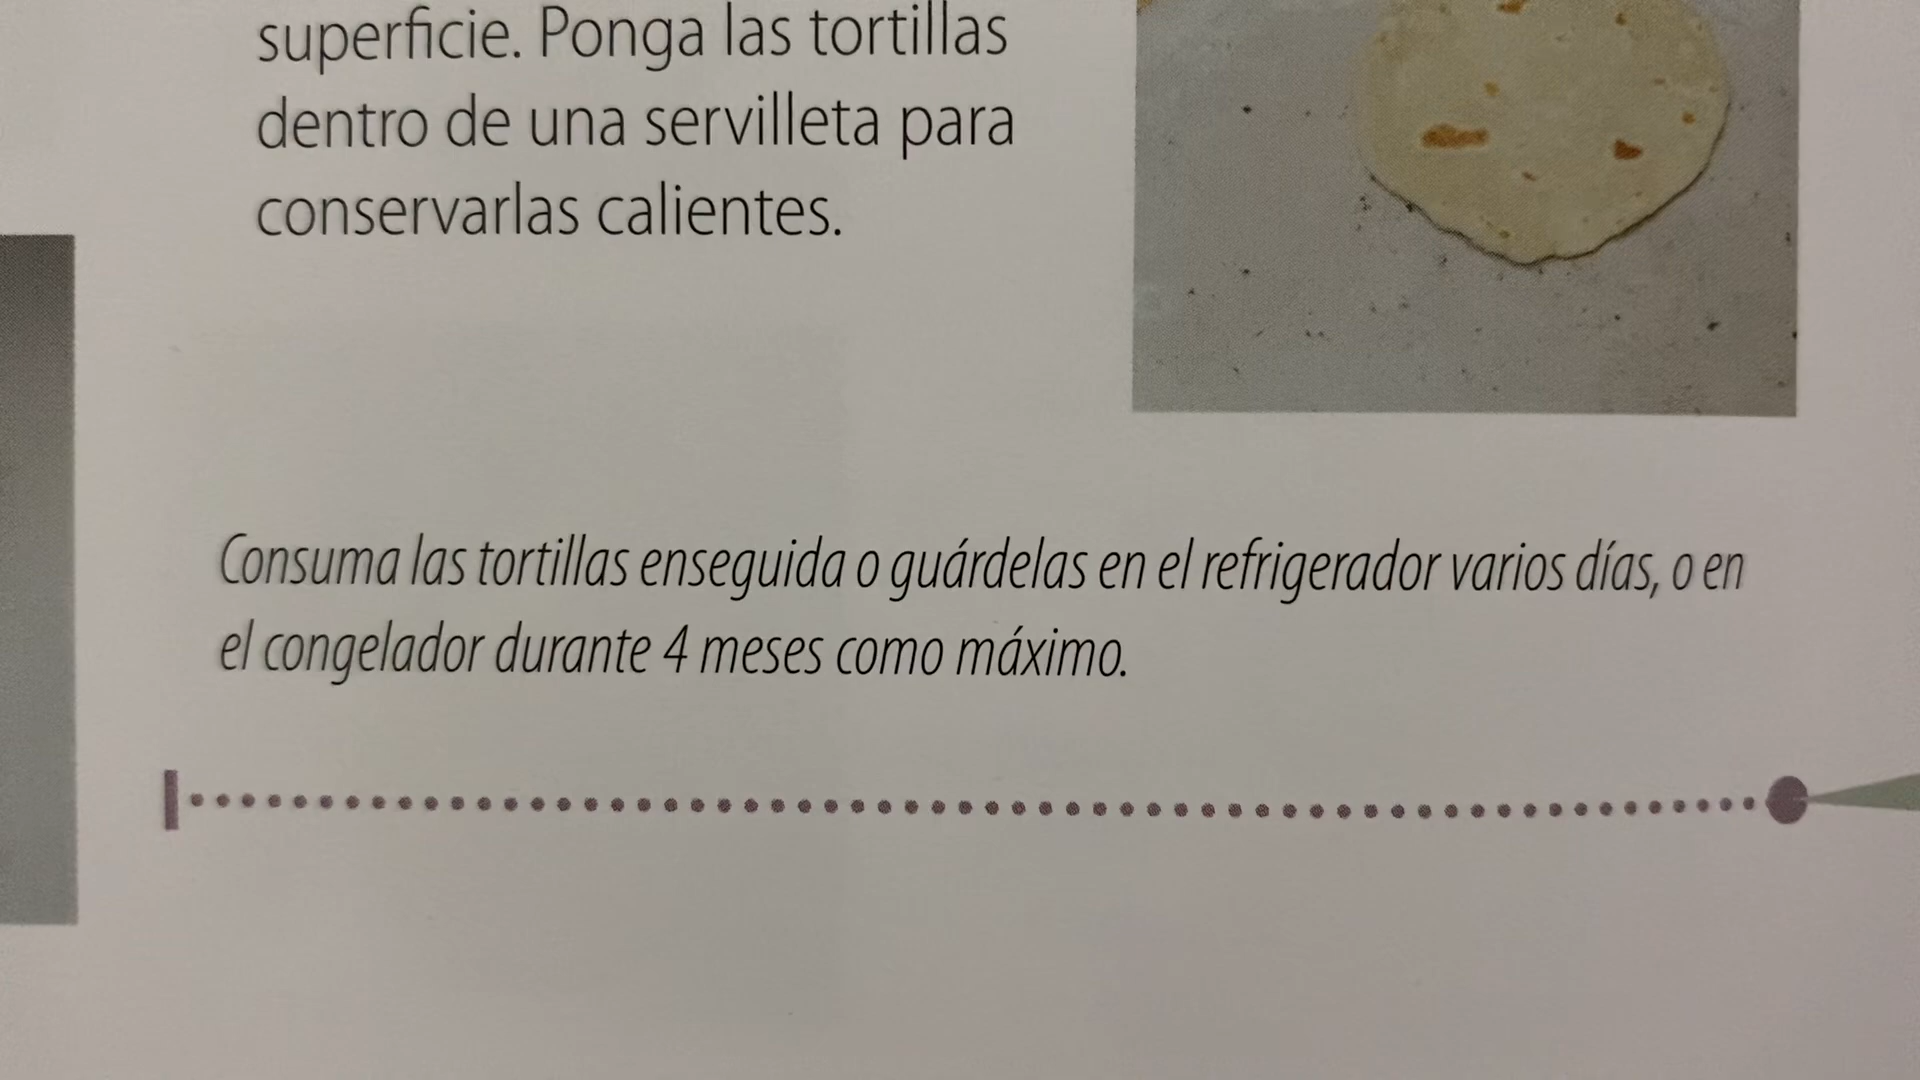 superficie. Ponga las tortillas
dentro de una servilleta para
conservarlas calientes.
Consuma las tortillas enseguida o guárdelas en el refrigerador varios días, o en
el congelador durante 4 meses como máximo.